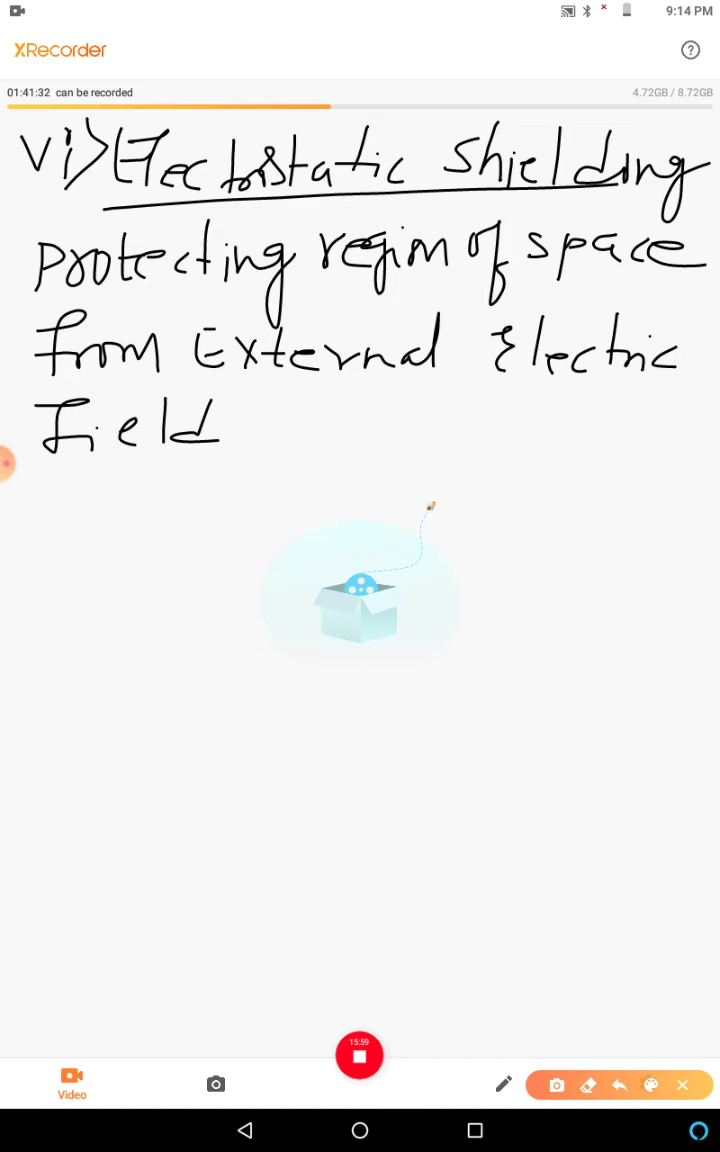 9:14 PM
XRecorder
01:41:32 can be recorded
4.72GB / 8.72GB
vi) Electrostatic Shielding
protecting region of space
from External Electric
Field
15:59
Video